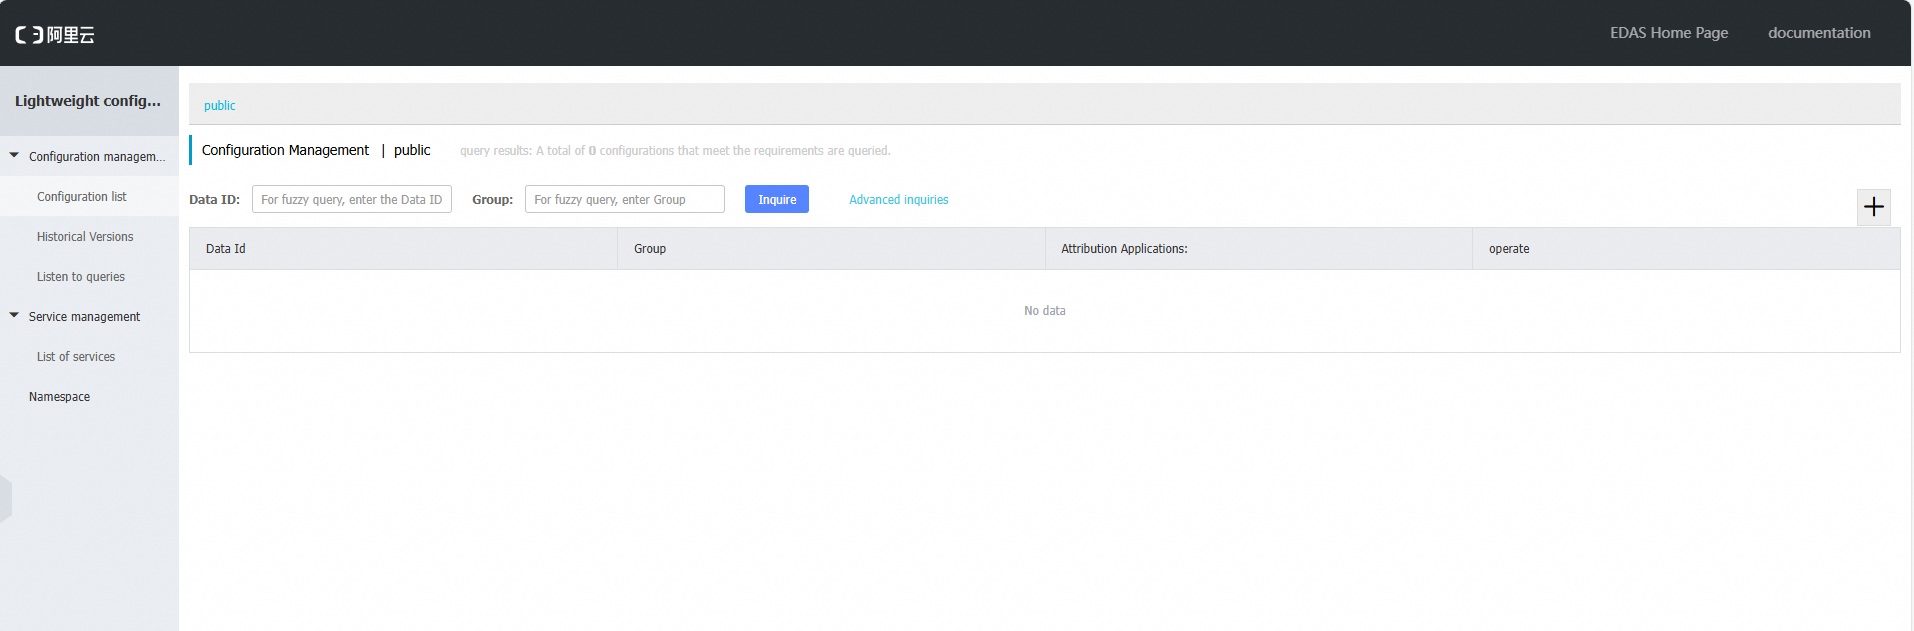 阿里云
EDAS Home Page
documentation
Lightweight config...
public
Configuration Management | public
query results: A total of 0 configurations that meet the requirements are queried.
Configuration managem...
Configuration list
Historical Versions
Listen to queries
Service management
List of services
Namespace
Data ID:
For fuzzy query, enter the Data ID
Group:
For fuzzy query, enter Group
Inquire
Advanced inquiries
Data Id
Group
Attribution Applications:
operate
No data